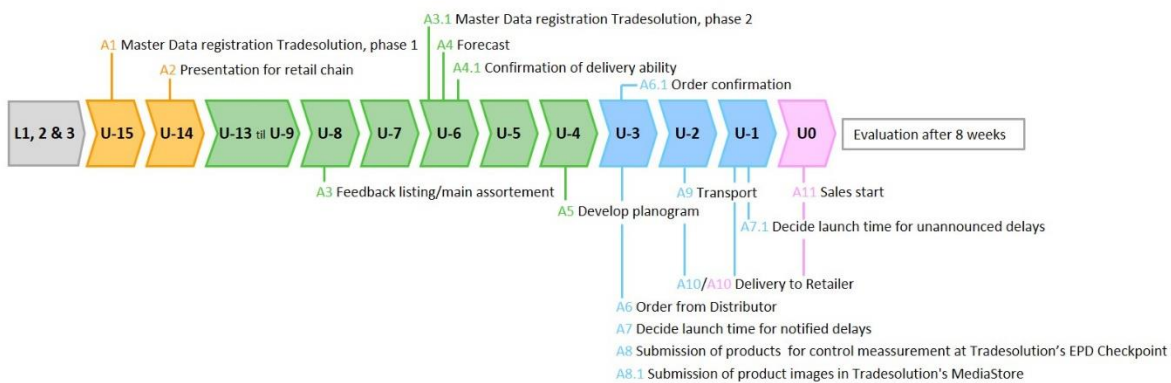 A3.1 Master Data registration Tradesolution, phase 2
A1 Master Data registration Tradesolution, phase 1
A4 Forecast
A2 Presentation for retail chain
A4.1 Confirmation of delivery ability
A6.1 Order confirmation
L1, 2 & 3
U-15
U-14
U-13 til U-9
U-8
U-7
U-6
U-5
U-4
U-3
U-2
U-1
U0
Evaluation after 8 weeks
A3 Feedback listing/main assortement
A9 Transport
A11 Sales start
A5 Develop planogram
A7.1 Decide launch time for unannounced delays
A10/A10 Delivery to Retailer
A6 Order from Distributor
A7 Decide launch time for notified delays
A8 Submission of products for control meassurement at Tradesolution's EPD Checkpoint
A8.1 Submission of product images in Tradesolution's MediaStore